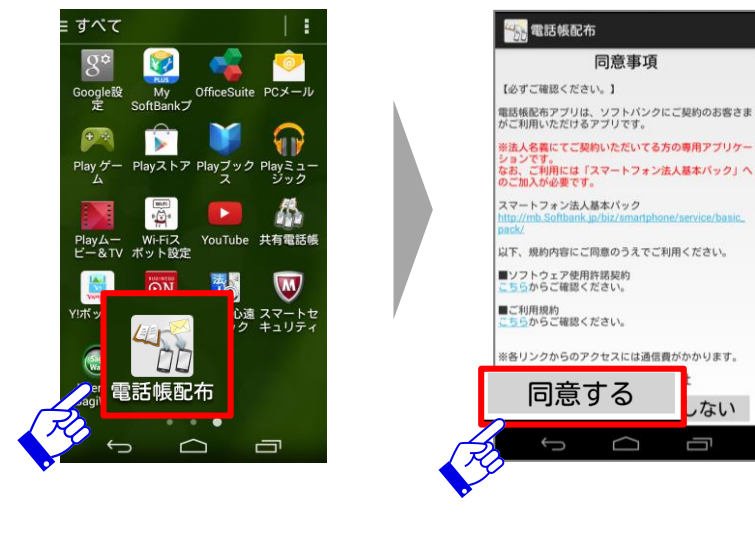 すべて
Google設
定
My
SoftBankプ
OfficeSuite
PCメール
Play ゲー
ム
Playストア
Playブック
ス
Playミュー
ジック
Playムー
ビー＆TV
Wi-Fiス
ポット設定
YouTube
共有電話帳
Y!ボッ
心遠
ック
スマートセ
キュリティ
電話帳配布
電話帳配布
同意事項
【必ずご確認ください。】
電話帳配布アプリは、ソフトバンクにご契約のお客さま
がご利用いただけるアプリです。
※法人名義にてご契約いただいてる方の専用アプリケー
ションです。
なお、ご利用には「スマートフォン法人基本パック」へ
のご加入が必要です。
スマートフォン法人基本パック
http://mb.Softbank.jp/biz/smartphone/service/basic_
pack/
以下、規約内容にご同意のうえでご利用ください。
■ソフトウェア使用許諾契約
こちらからご確認ください。
■ご利用規約
こちらからご確認ください。
※各リンクからのアクセスには通信費がかかります。
同意する
しない